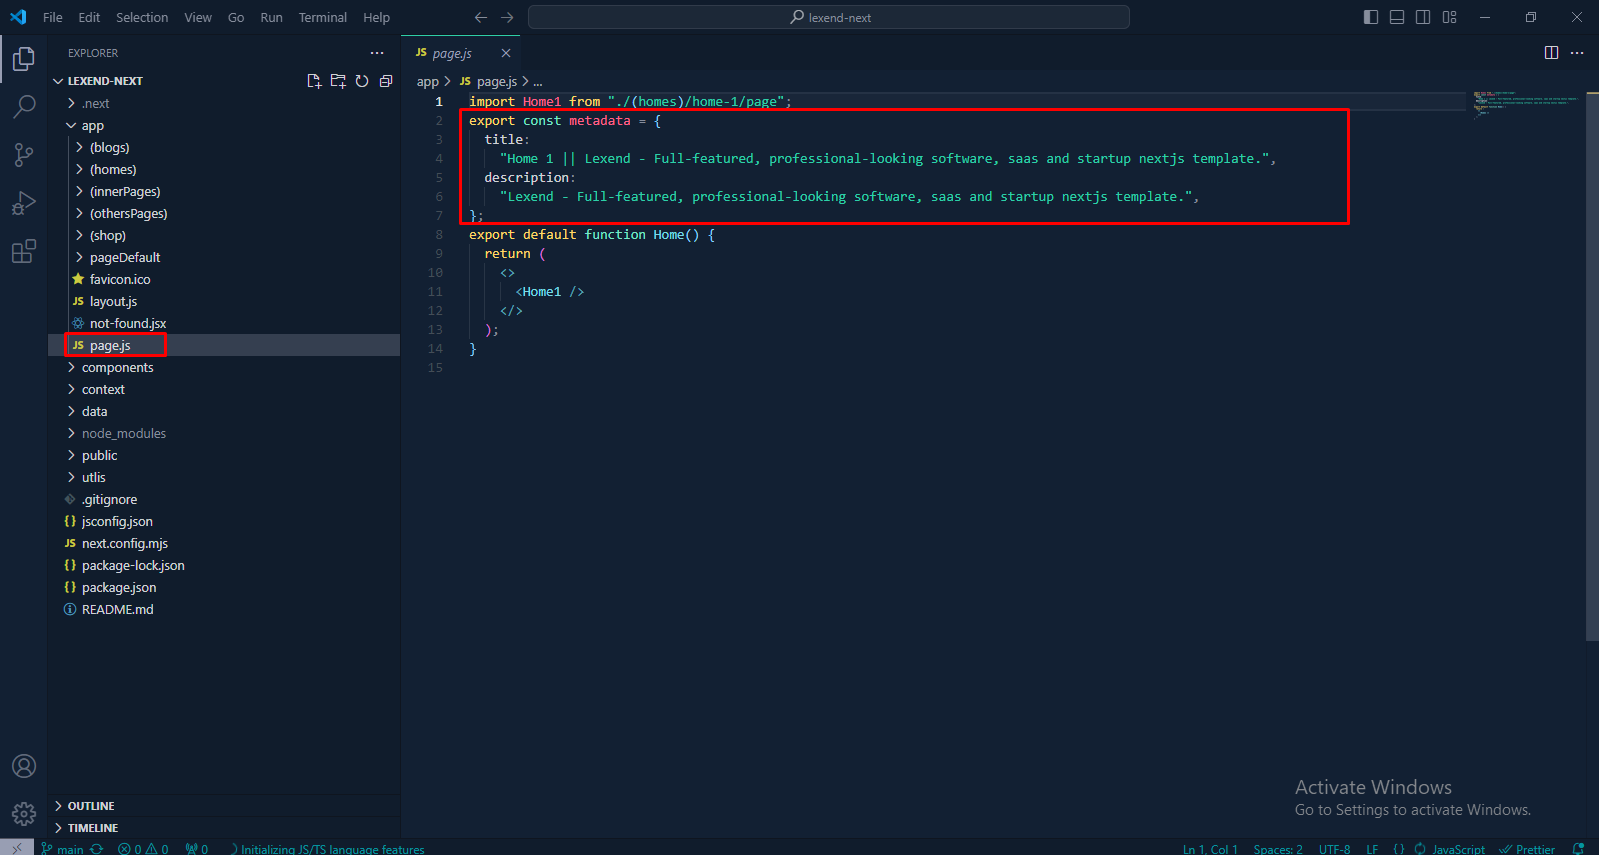 File Edit Selection View Go Run Terminal Help
lexend-next
EXPLORER
LEXEND-NEXT
.next
app
(blogs)
(homes)
(innerPages)
(othersPages)
(shop)
pageDefault
favicon.ico
JS layout.js
not-found.jsx
JS page.js
components
context
data
node_modules
public
utlis
.gitignore
{} jsconfig.json
JS next.config.mjs
{} package-lock.json
{} package.json
README.md
OUTLINE
TIMELINE
JS page.js
app > JS page.js > ...
1 import Home1 from "./(homes)/home-1/page";
2 export const metadata = {
3 title:
4 "Home 1 || Lexend - Full-featured, professional-looking software, saas and startup nextjs template.",
5 description:
6 "Lexend - Full-featured, professional-looking software, saas and startup nextjs template.",
7 };
8 export default function Home() {
9 return (
10 <>
11 <Home1 />
12 </>
13 );
14 }
15
Activate Windows
Go to Settings to activate Windows.
main 0 0 0 Initializing JS/TS language features Ln 1, Col 1 Spaces: 2 UTF-8 LF {} JavaScript Prettier